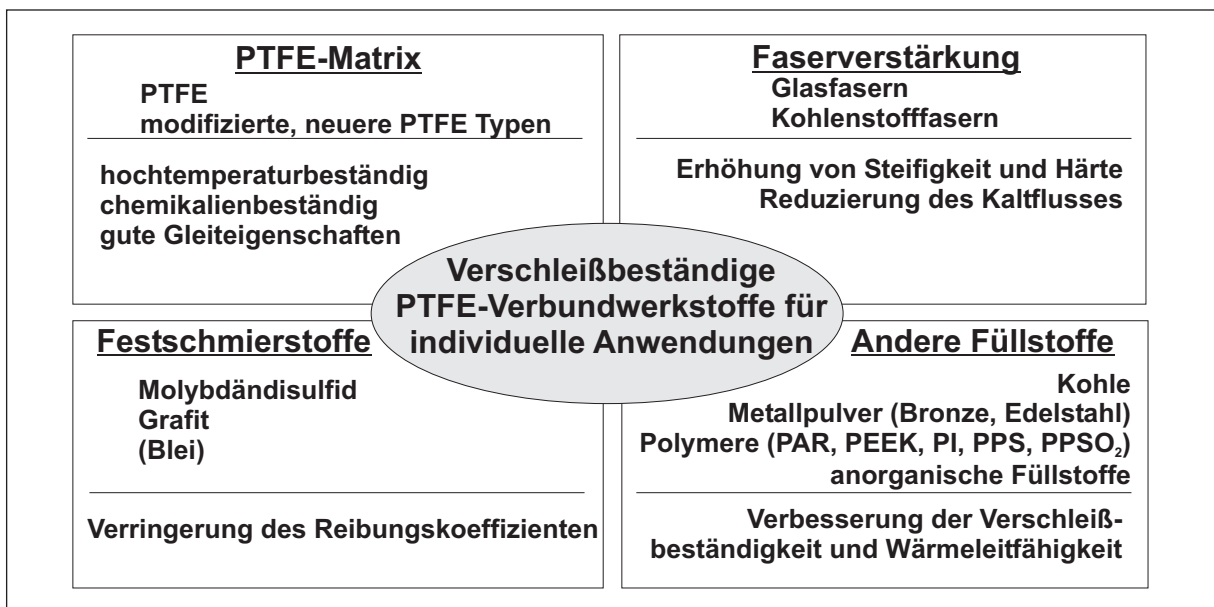 PTFE-Matrix
PTFE
modifizierte, neuere PTFE Typen
hochtemperaturbeständig
chemikalienbeständig
gute Gleiteigenschaften
Faserverstärkung
Glasfasern
Kohlenstofffasern
Erhöhung von Steifigkeit und Härte
Reduzierung des Kaltflusses
Verschleißbeständige
PTFE-Verbundwerkstoffe für
individuelle Anwendungen
Festschmierstoffe
Molybdändisulfid
Grafit
(Blei)
Verringerung des Reibungskoeffizienten
Andere Füllstoffe
Kohle
Metallpulver (Bronze, Edelstahl)
Polymere (PAR, PEEK, PI, PPS, PPSO₂)
anorganische Füllstoffe
Verbesserung der Verschleiß-
beständigkeit und Wärmeleitfähigkeit